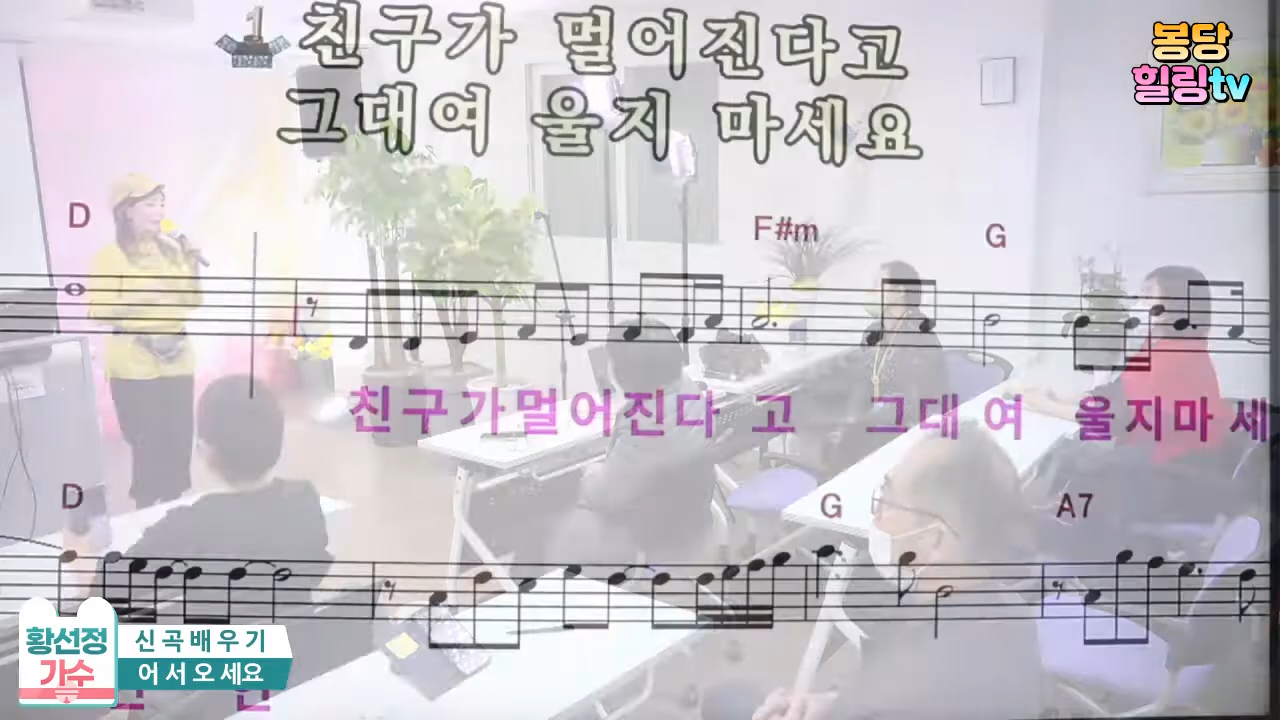 1 친구가 멀어진다고
그대여 울지 마세요
봉당
힐링tv
D F#m G
친구가멀어진다 고 그대 여 울지마 세
D G A7
황선정
가수
신곡배우기
어서오세요